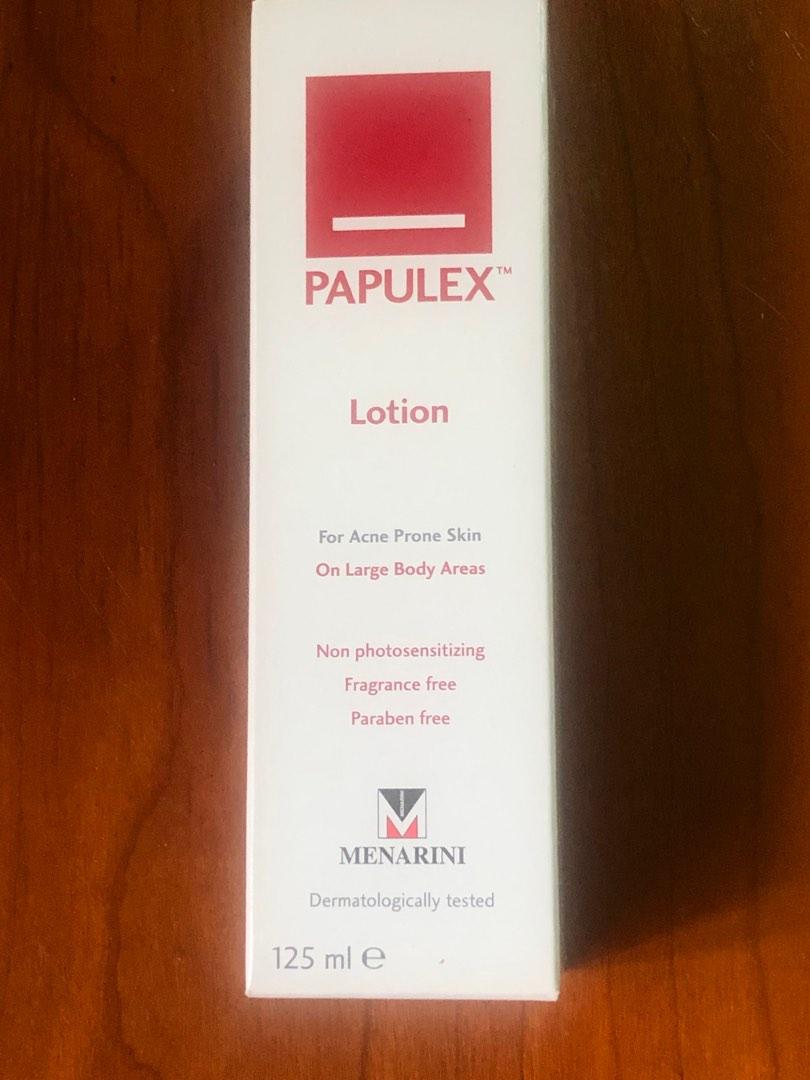 PAPULEX™
Lotion
For Acne Prone Skin
On Large Body Areas
Non photosensitizing
Fragrance free
Paraben free
MENARINI
Dermatologically tested
125 ml ℮